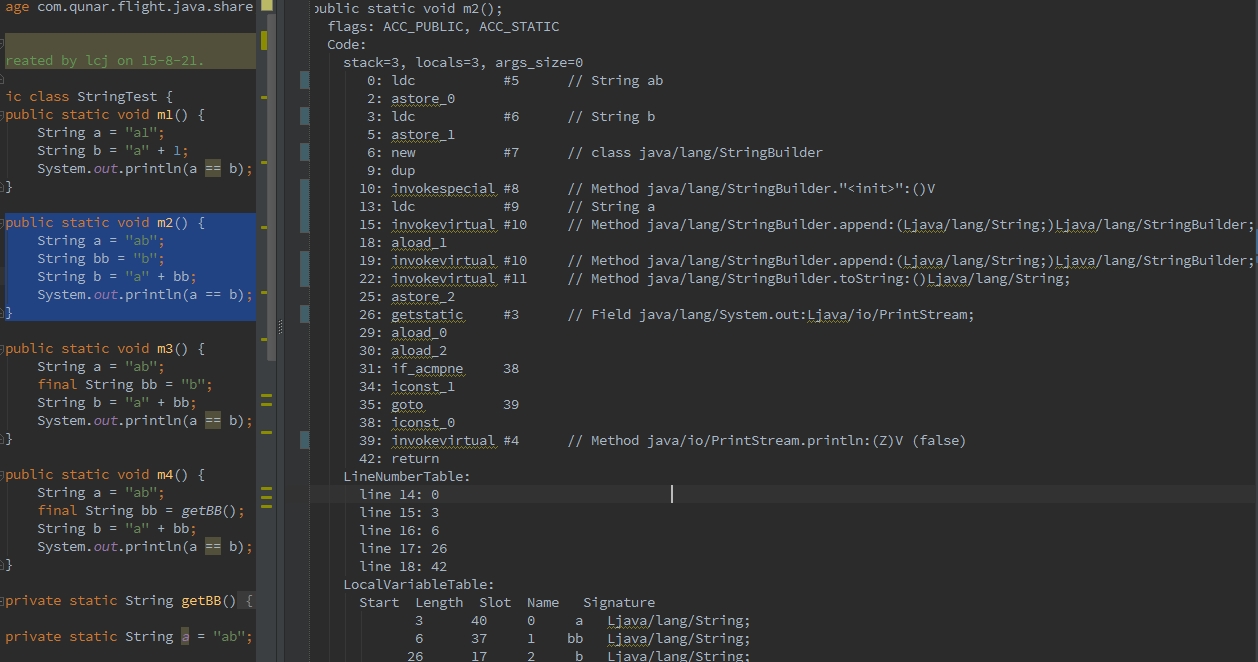 age com.qunar.flight.java.share
reated by lcj on 15-8-21.
ic class StringTest {
public static void m1() {
    String a = "a1";
    String b = "a" + 1;
    System.out.println(a == b);
}
public static void m2() {
    String a = "ab";
    String bb = "b";
    String b = "a" + bb;
    System.out.println(a == b);
}
public static void m3() {
    String a = "ab";
    final String bb = "b";
    String b = "a" + bb;
    System.out.println(a == b);
}
public static void m4() {
    String a = "ab";
    final String bb = getBB();
    String b = "a" + bb;
    System.out.println(a == b);
}
private static String getBB() {
private static String a = "ab";
public static void m2();
  flags: ACC_PUBLIC, ACC_STATIC
  Code:
    stack=3, locals=3, args_size=0
       0: ldc           #5      // String ab
       2: astore_0
       3: ldc           #6      // String b
       5: astore_1
       6: new           #7      // class java/lang/StringBuilder
       9: dup
      10: invokespecial #8      // Method java/lang/StringBuilder."<init>":()V
      13: ldc           #9      // String a
      15: invokevirtual #10     // Method java/lang/StringBuilder.append:(Ljava/lang/String;)Ljava/lang/StringBuilder;
      18: aload_1
      19: invokevirtual #10     // Method java/lang/StringBuilder.append:(Ljava/lang/String;)Ljava/lang/StringBuilder;
      22: invokevirtual #11     // Method java/lang/StringBuilder.toString:()Ljava/lang/String;
      25: astore_2
      26: getstatic     #3      // Field java/lang/System.out:Ljava/io/PrintStream;
      29: aload_0
      30: aload_2
      31: if_acmpne     38
      34: iconst_1
      35: goto          39
      38: iconst_0
      39: invokevirtual #4      // Method java/io/PrintStream.println:(Z)V (false)
      42: return
    LineNumberTable:
      line 14: 0
      line 15: 3
      line 16: 6
      line 17: 26
      line 18: 42
    LocalVariableTable:
      Start  Length  Slot  Name   Signature
             3      40     0     a   Ljava/lang/String;
             6      37     1    bb   Ljava/lang/String;
            26      17     2     b   Ljava/lang/String;